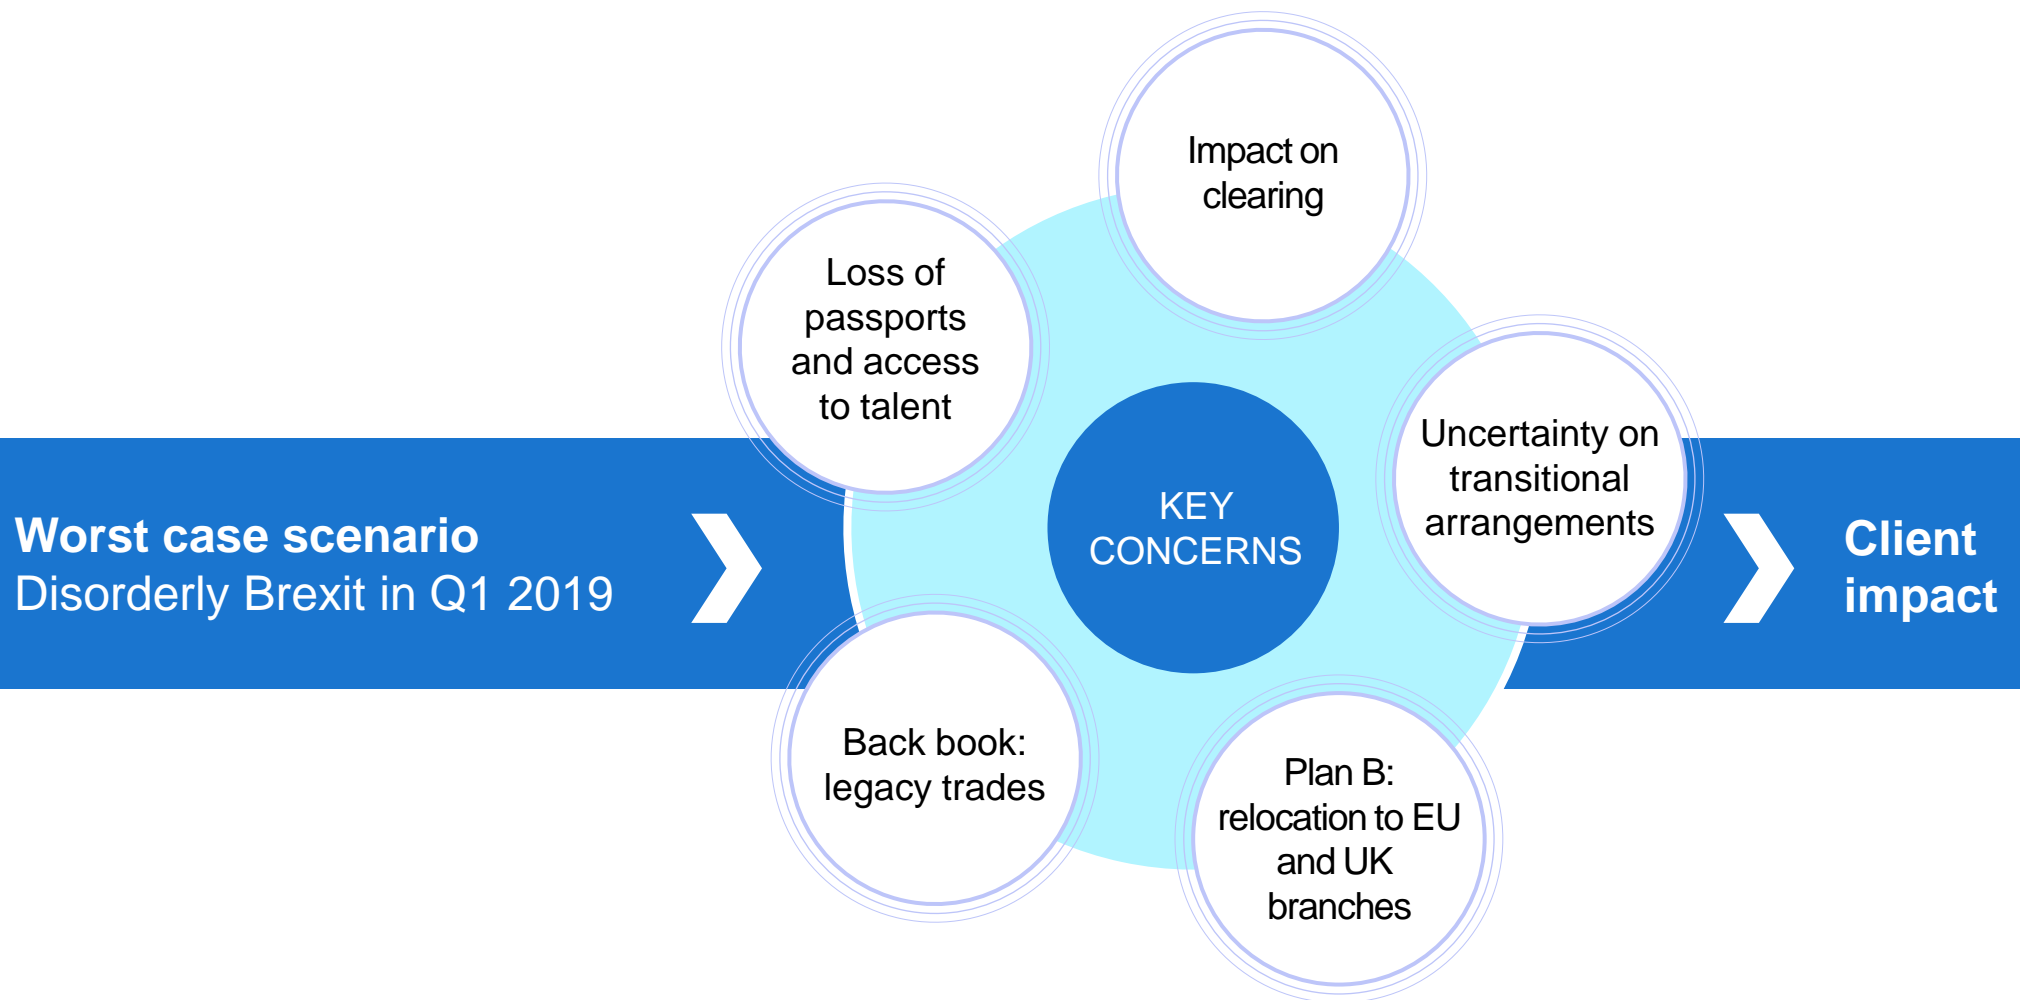 Impact on
clearing
Loss of
passports
and access
to talent
Uncertainty on
transitional
arrangements
KEY
CONCERNS
Worst case scenario
Disorderly Brexit in Q1 2019
Client
impact
Back book:
legacy trades
Plan B:
relocation to EU
and UK
branches